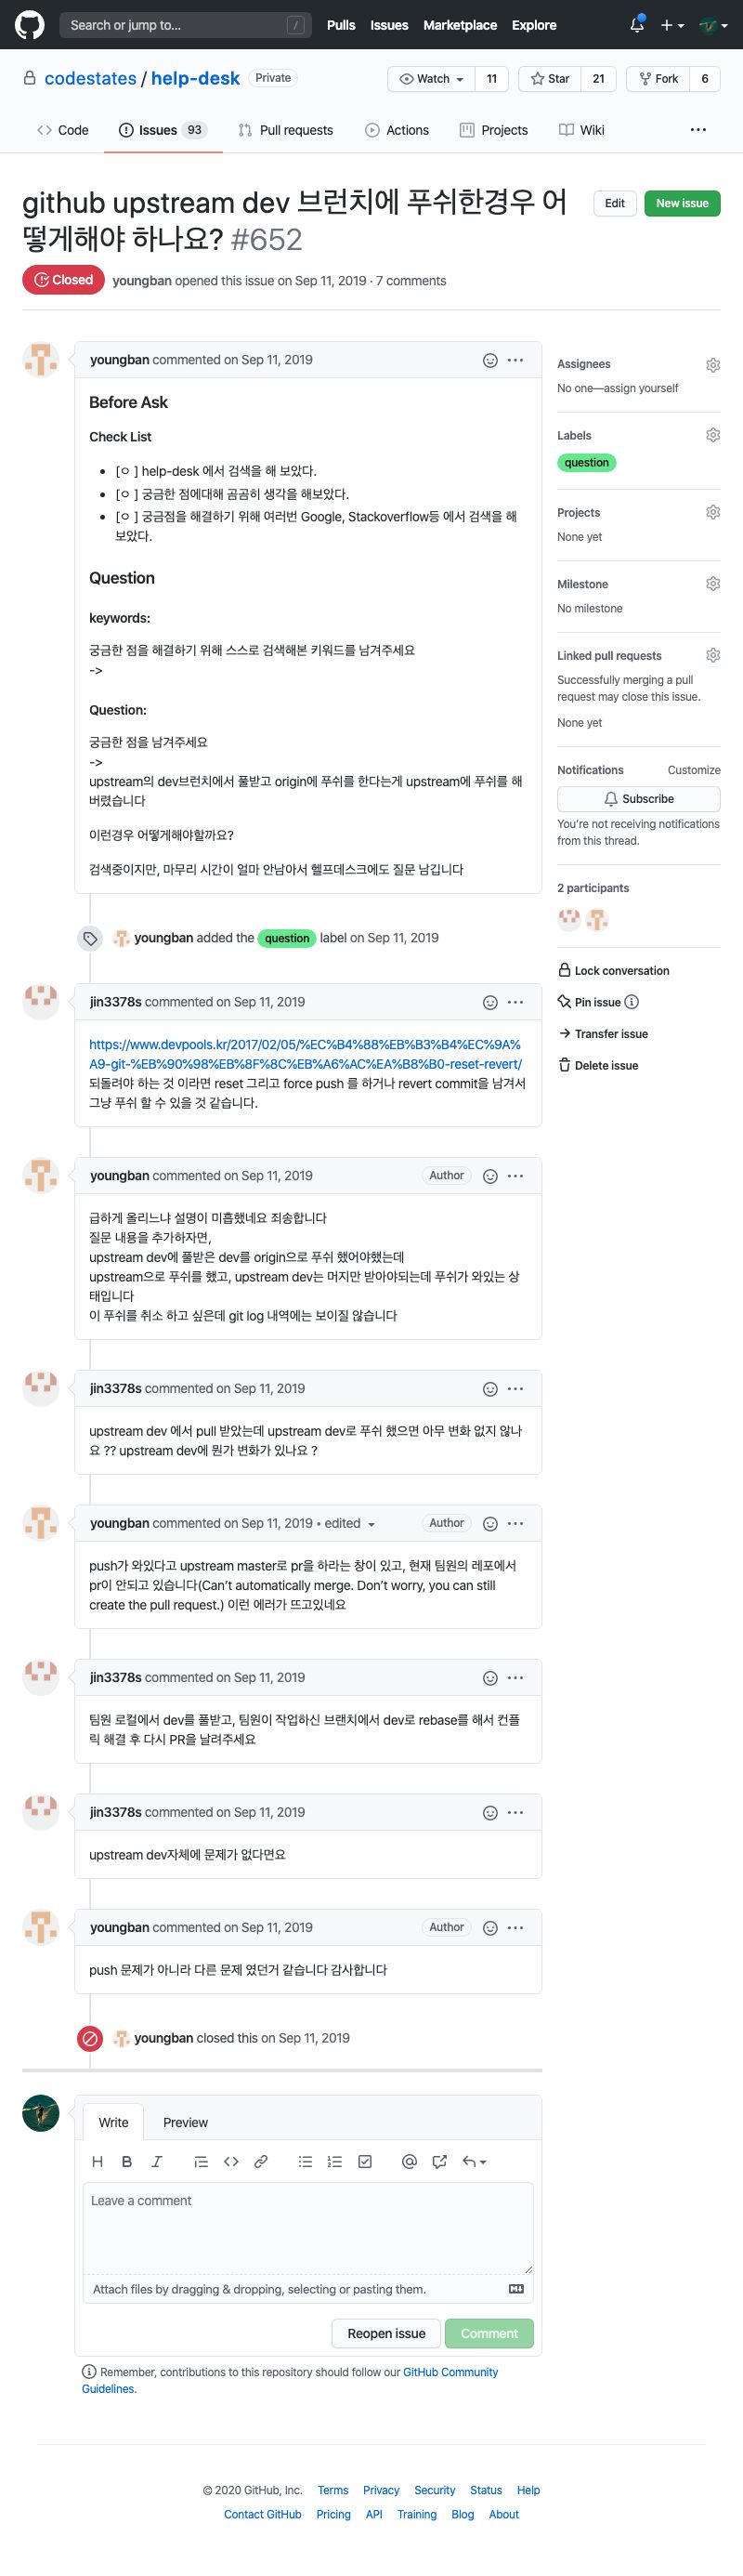 Search or jump to... /
Pulls Issues Marketplace Explore
codestates / help-desk Private
Watch 11 Star 21 Fork 6
Code Issues 93 Pull requests Actions Projects Wiki ...
github upstream dev 브런치에 푸쉬한경우 어
떻게해야 하나요? #652
Edit New issue
Closed youngban opened this issue on Sep 11, 2019 · 7 comments
youngban commented on Sep 11, 2019
Before Ask
Check List
• [ㅇ ] help-desk 에서 검색을 해 보았다.
• [ㅇ ] 궁금한 점에대해 곰곰히 생각을 해보았다.
• [ㅇ ] 궁금점을 해결하기 위해 여러번 Google, Stackoverflow등 에서 검색을 해
보았다.
Question
keywords:
궁금한 점을 해결하기 위해 스스로 검색해본 키워드를 남겨주세요
->
Question:
궁금한 점을 남겨주세요
->
upstream의 dev브런치에서 풀받고 origin에 푸쉬를 한다는게 upstream에 푸쉬를 해
버렸습니다
이런경우 어떻게해야할까요?
검색중이지만, 마무리 시간이 얼마 안남아서 헬프데스크에도 질문 남깁니다
youngban added the question label on Sep 11, 2019
jin3378s commented on Sep 11, 2019
https://www.devpools.kr/2017/02/05/%EC%B4%88%EB%B3%B4%EC%9A%
A9-git-%EB%90%98%EB%8F%8C%EB%A6%AC%EA%B8%B0-reset-revert/
되돌려야 하는 것 이라면 reset 그리고 force push 를 하거나 revert commit을 남겨서
그냥 푸쉬 할 수 있을 것 같습니다.
youngban commented on Sep 11, 2019 Author
급하게 올리느냐 설명이 미흡했네요 죄송합니다
질문 내용을 추가하자면,
upstream dev에 풀받은 dev를 origin으로 푸쉬 했어야했는데
upstream으로 푸쉬를 했고, upstream dev는 머지만 받아야되는데 푸쉬가 와있는 상
태입니다
이 푸쉬를 취소 하고 싶은데 git log 내역에는 보이질 않습니다
jin3378s commented on Sep 11, 2019
upstream dev 에서 pull 받았는데 upstream dev로 푸쉬 했으면 아무 변화 없지 않나
요 ?? upstream dev에 뭔가 변화가 있나요 ?
youngban commented on Sep 11, 2019 • edited Author
push가 와있다고 upstream master로 pr을 하라는 창이 있고, 현재 팀원의 레포에서
pr이 안되고 있습니다(Can't automatically merge. Don't worry, you can still
create the pull request.) 이런 에러가 뜨고있네요
jin3378s commented on Sep 11, 2019
팀원 로컬에서 dev를 풀받고, 팀원이 작업하신 브랜치에서 dev로 rebase를 해서 컨플
릭 해결 후 다시 PR을 날려주세요
jin3378s commented on Sep 11, 2019
upstream dev자체에 문제가 없다면요
youngban commented on Sep 11, 2019 Author
push 문제가 아니라 다른 문제 였던거 같습니다 감사합니다
youngban closed this on Sep 11, 2019
Assignees
No one—assign yourself
Labels
question
Projects
None yet
Milestone
No milestone
Linked pull requests
Successfully merging a pull
request may close this issue.
None yet
Notifications Customize
Subscribe
You're not receiving notifications
from this thread.
2 participants
Lock conversation
Pin issue
Transfer issue
Delete issue
Write Preview
Leave a comment
Attach files by dragging & dropping, selecting or pasting them.
Reopen issue Comment
Remember, contributions to this repository should follow our GitHub Community
Guidelines.
© 2020 GitHub, Inc. Terms Privacy Security Status Help
Contact GitHub Pricing API Training Blog About